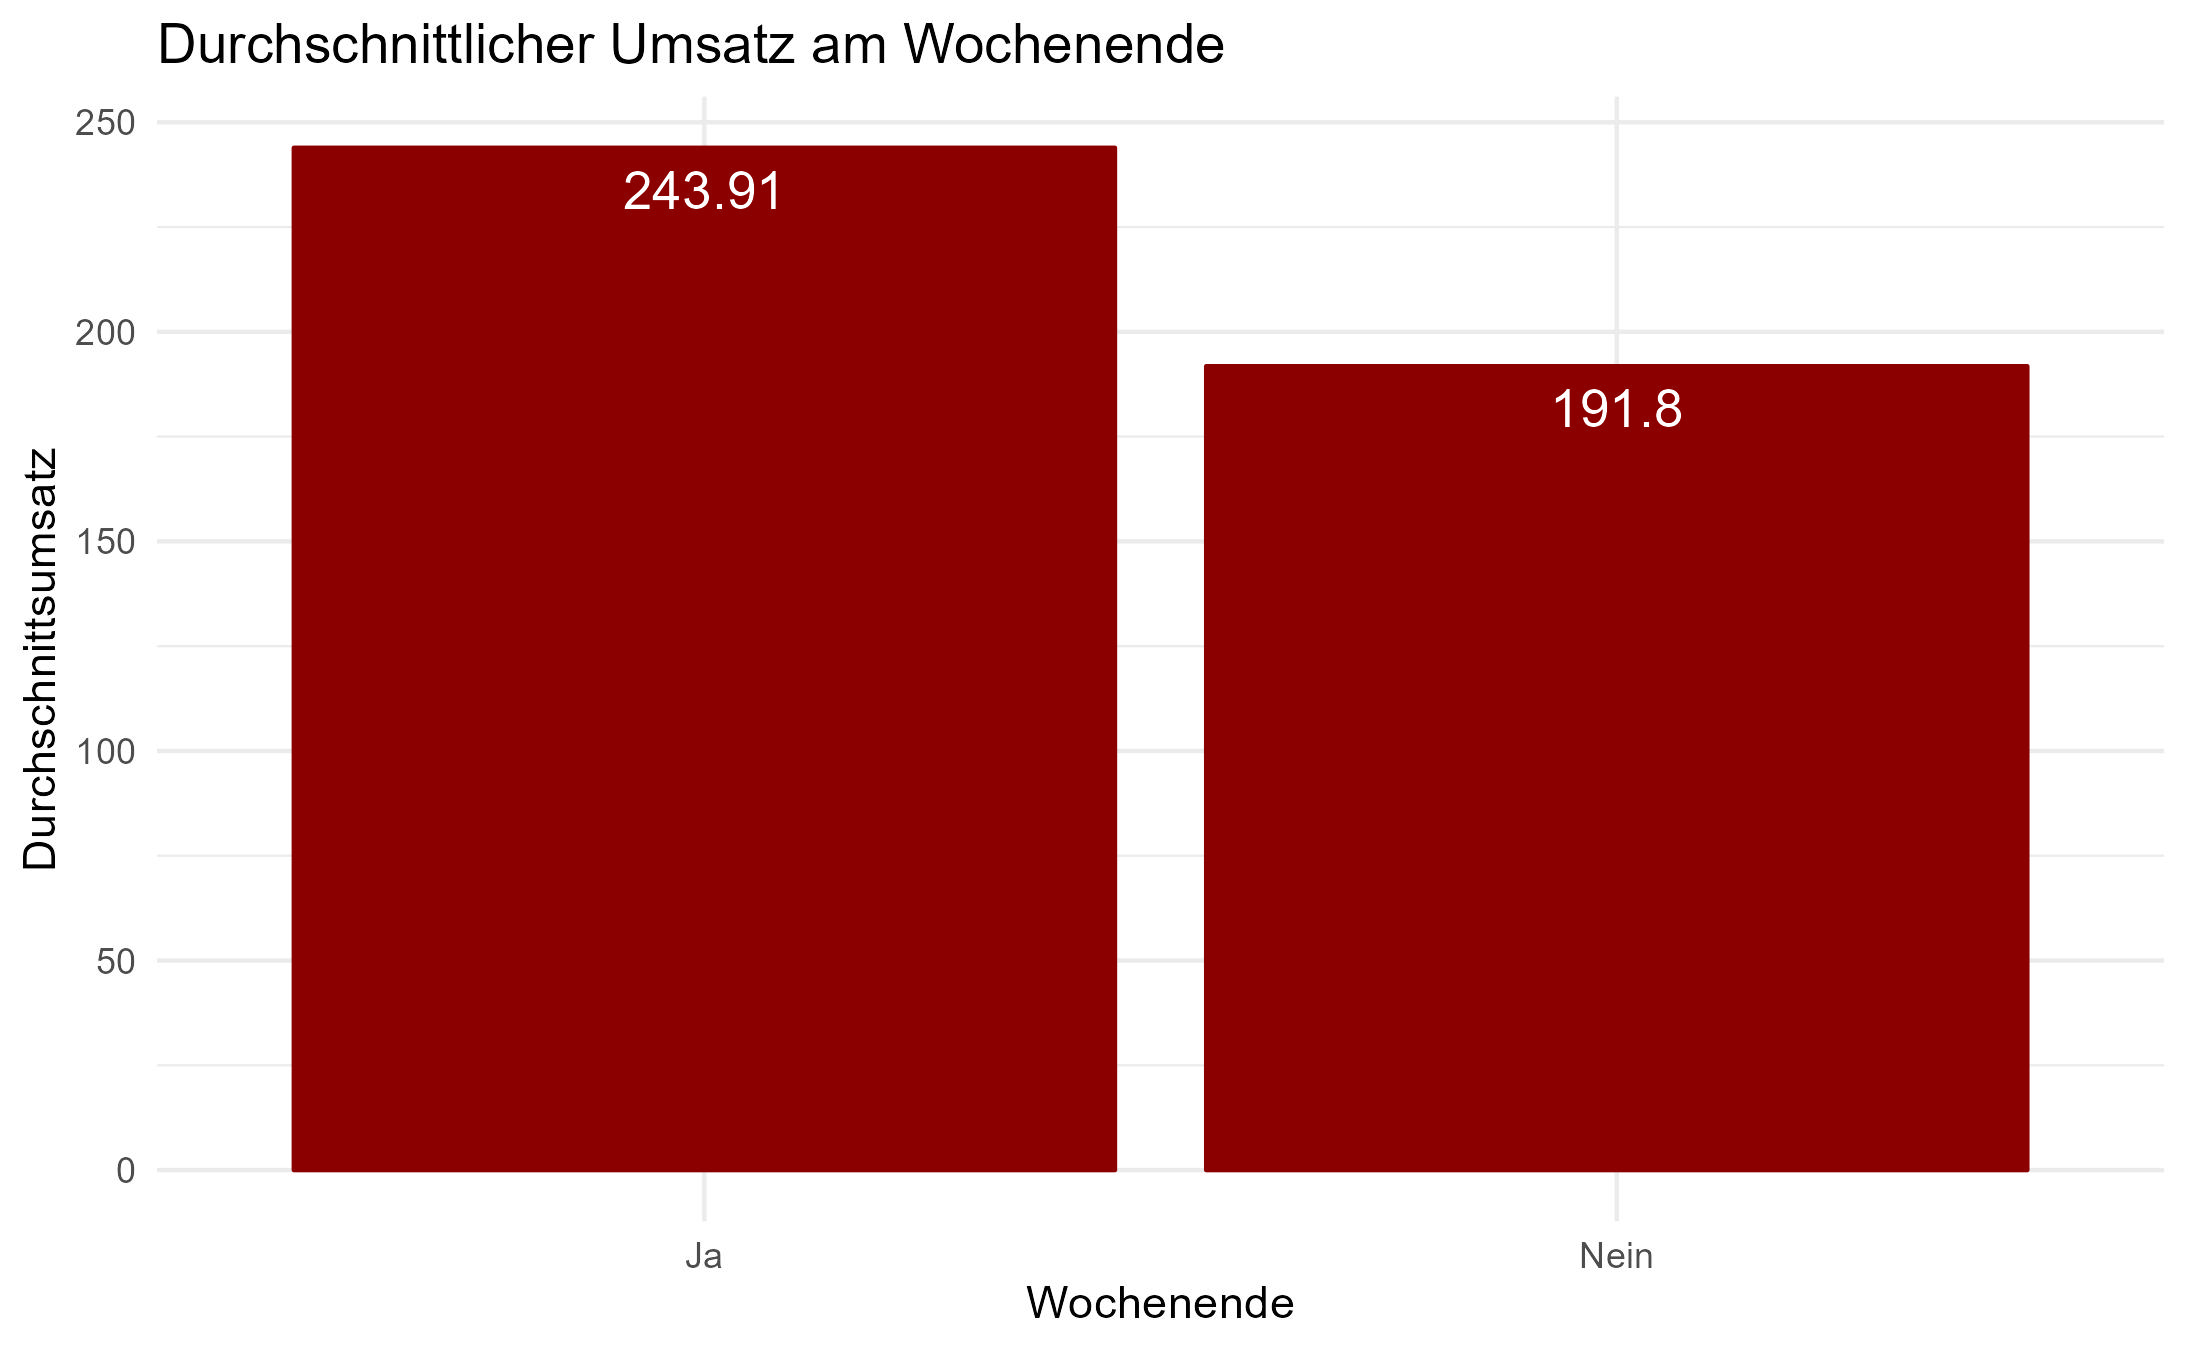 Durchschnittlicher Umsatz am Wochenende
Durchschnittsumsatz
250
200
150
100
50
0
243.91
191.8
Ja
Nein
Wochenende